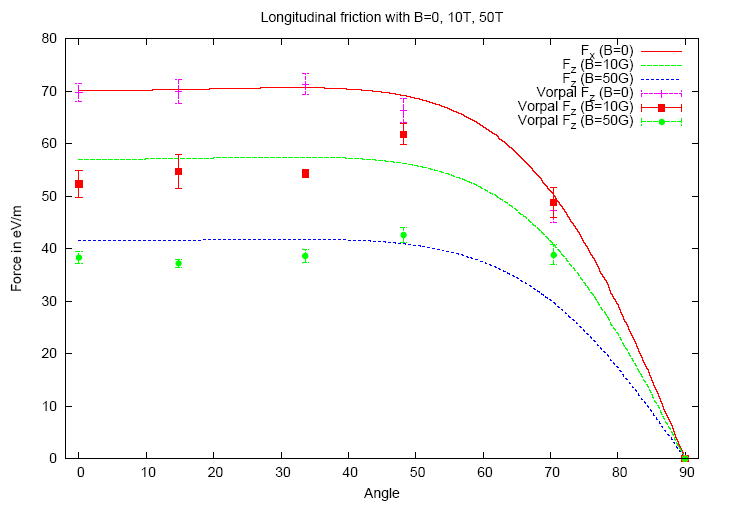 Longitudinal friction with B=0, 10T, 50T
80
70
60
50
40
30
20
10
0
Force in eV/m
Fx (B=0)
Fz (B=10G)
Fz (B=50G)
Vorpal Fz (B=0)
Vorpal Fz (B=10G)
Vorpal Fz (B=50G)
0 10 20 30 40 50 60 70 80 90
Angle